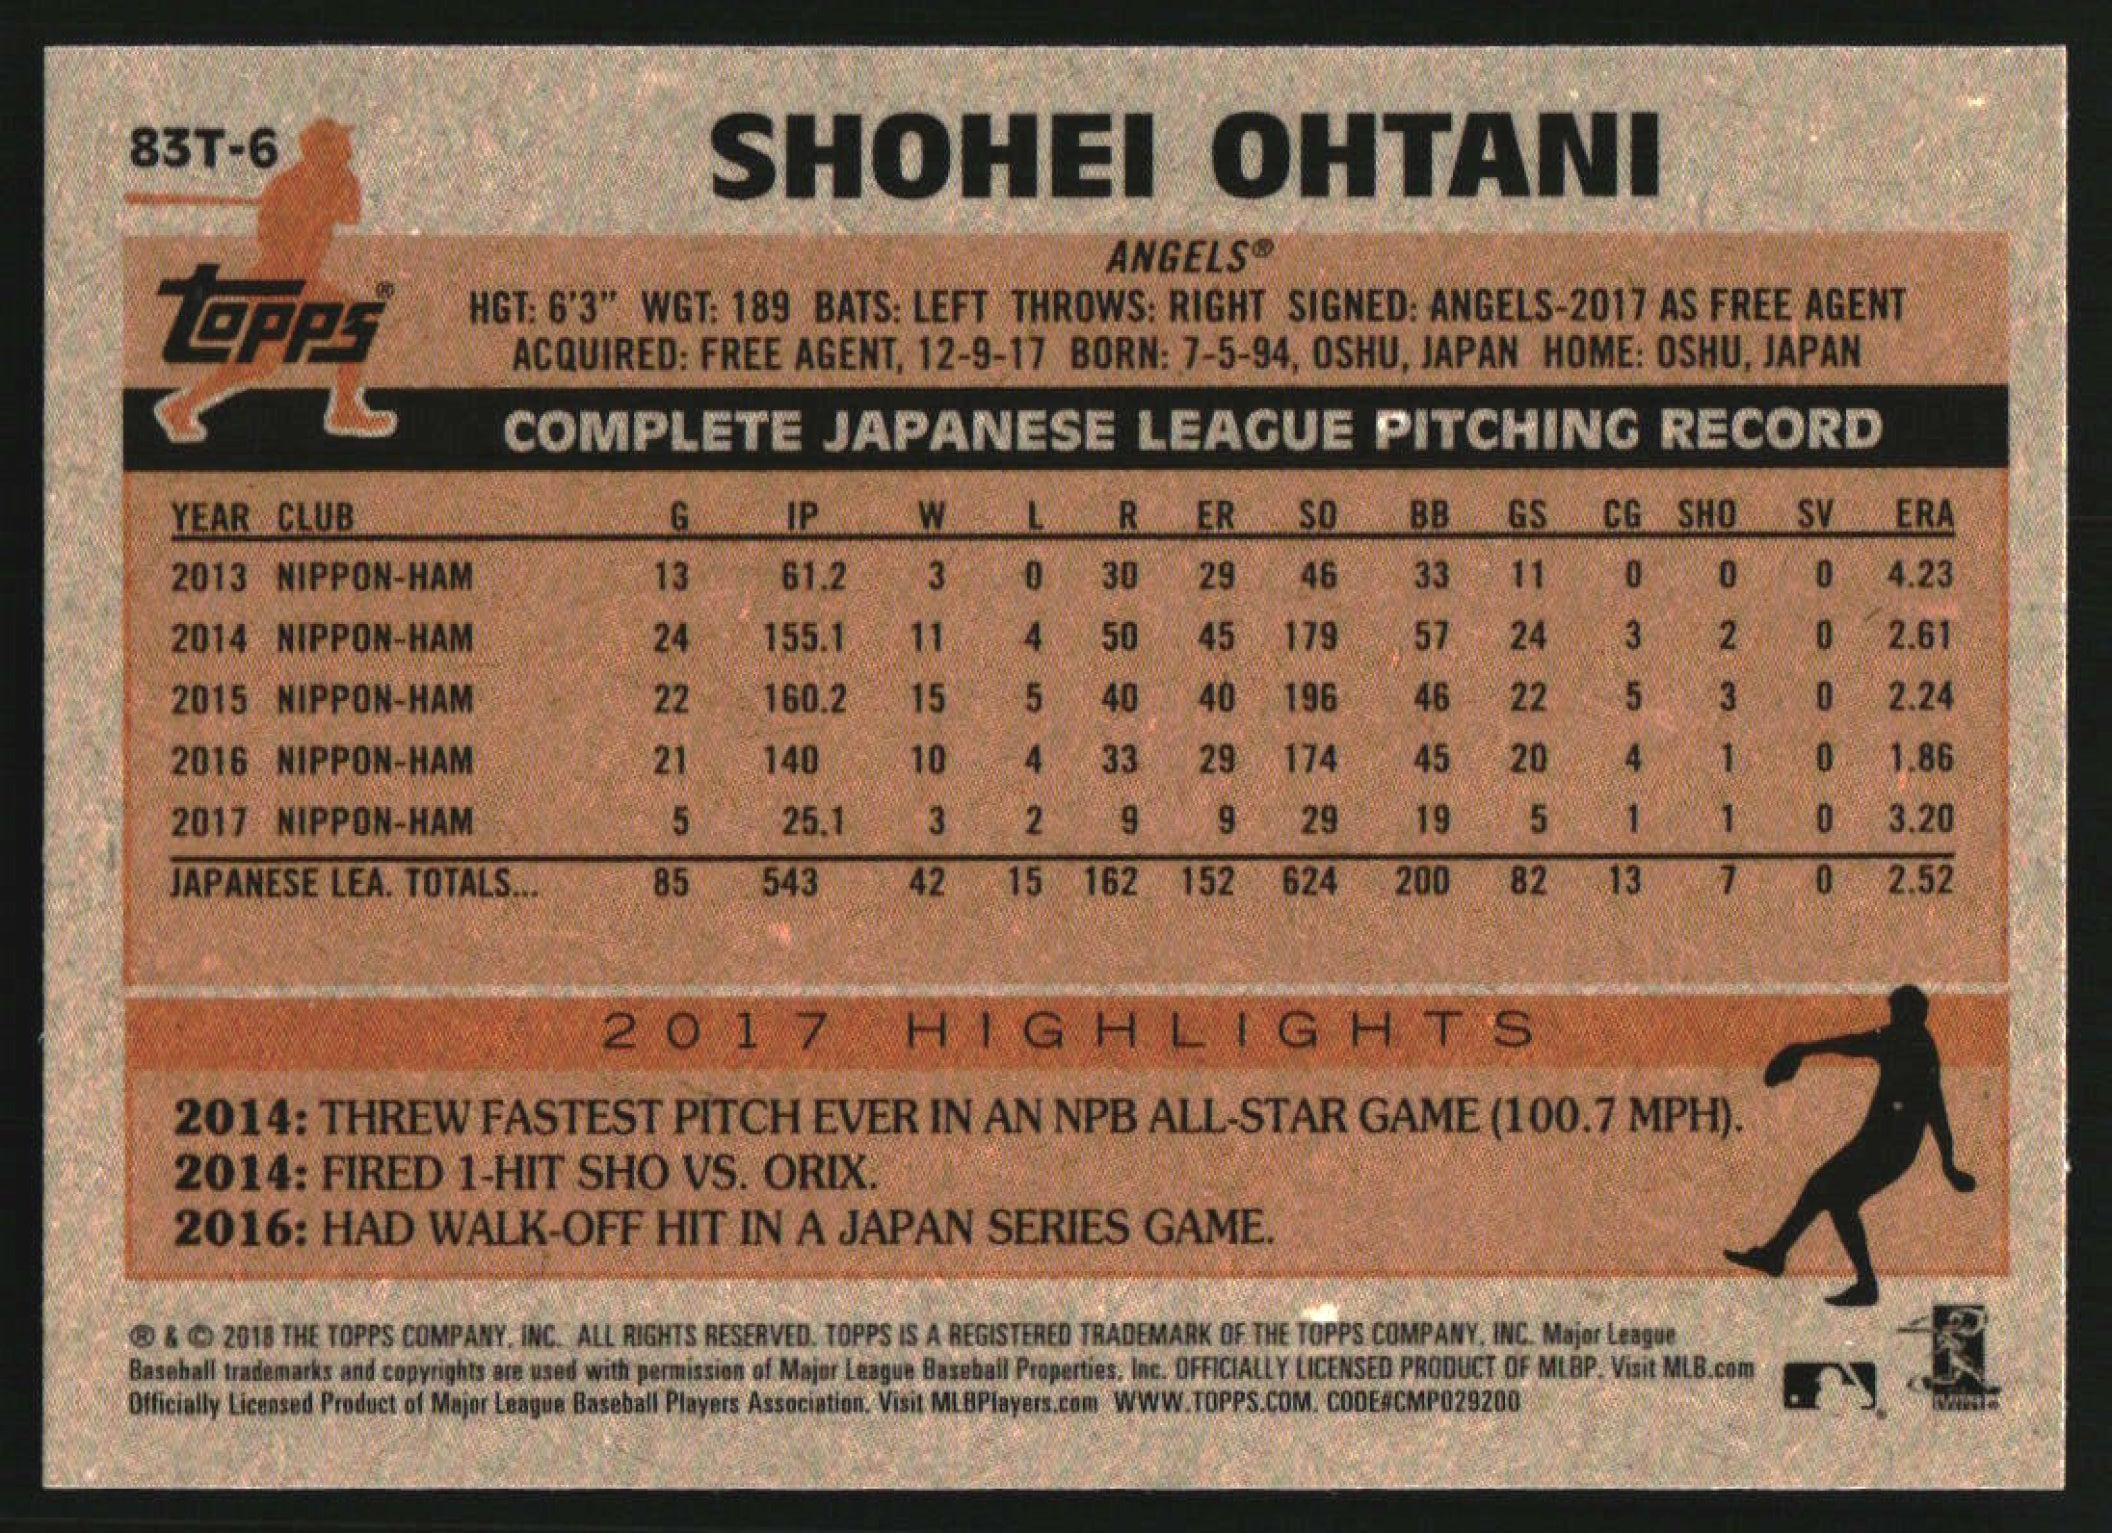 83T-6
SHOHEI OHTANI
topps®
ANGELS®
HGT: 6'3" WGT: 189 BATS: LEFT THROWS: RIGHT SIGNED: ANGELS-2017 AS FREE AGENT
ACQUIRED: FREE AGENT, 12-9-17 BORN: 7-5-94, OSHU, JAPAN HOME: OSHU, JAPAN
COMPLETE JAPANESE LEAGUE PITCHING RECORD
YEAR CLUB G IP W L R ER SO BB GS CG SHO SV ERA
2013 NIPPON-HAM 13 61.2 3 0 30 29 46 33 11 0 0 0 4.23
2014 NIPPON-HAM 24 155.1 11 4 50 45 179 57 24 3 2 0 2.61
2015 NIPPON-HAM 22 160.2 15 5 40 40 196 46 22 5 3 0 2.24
2016 NIPPON-HAM 21 140 10 4 33 29 174 45 20 4 1 0 1.86
2017 NIPPON-HAM 5 25.1 3 2 9 9 29 19 5 1 1 0 3.20
JAPANESE LEA. TOTALS... 85 543 42 15 162 152 624 200 82 13 7 0 2.52
2017 HIGHLIGHTS
2014: THREW FASTEST PITCH EVER IN AN NPB ALL-STAR GAME (100.7 MPH).
2014: FIRED 1-HIT SHO VS. ORIX.
2016: HAD WALK-OFF HIT IN A JAPAN SERIES GAME.
® & © 2018 THE TOPPS COMPANY, INC. ALL RIGHTS RESERVED. TOPPS IS A REGISTERED TRADEMARK OF THE TOPPS COMPANY, INC. Major League
Baseball trademarks and copyrights are used with permission of Major League Baseball Properties, Inc. OFFICIALLY LICENSED PRODUCT OF MLBP. Visit MLB.com
Officially Licensed Product of Major League Baseball Players Association, Visit MLBPlayers.com WWW.TOPPS.COM. CODE#CMP029200